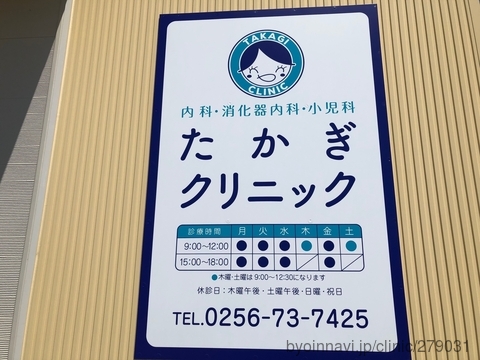 TAKAGI
CLINIC
内科・消化器内科・小児科
たかぎ
クリニック
診療時間 月 火 水 木 金 土
9:00〜12:00 ● ● ● ● ● ●
15:00〜18:00 ● ● ● ／ ● ／
●木曜・土曜は9:00〜12:30になります
休診日：木曜午後・土曜午後・日曜・祝日
TEL.0256-73-7425
byoinnavi.jp/clinic/279031